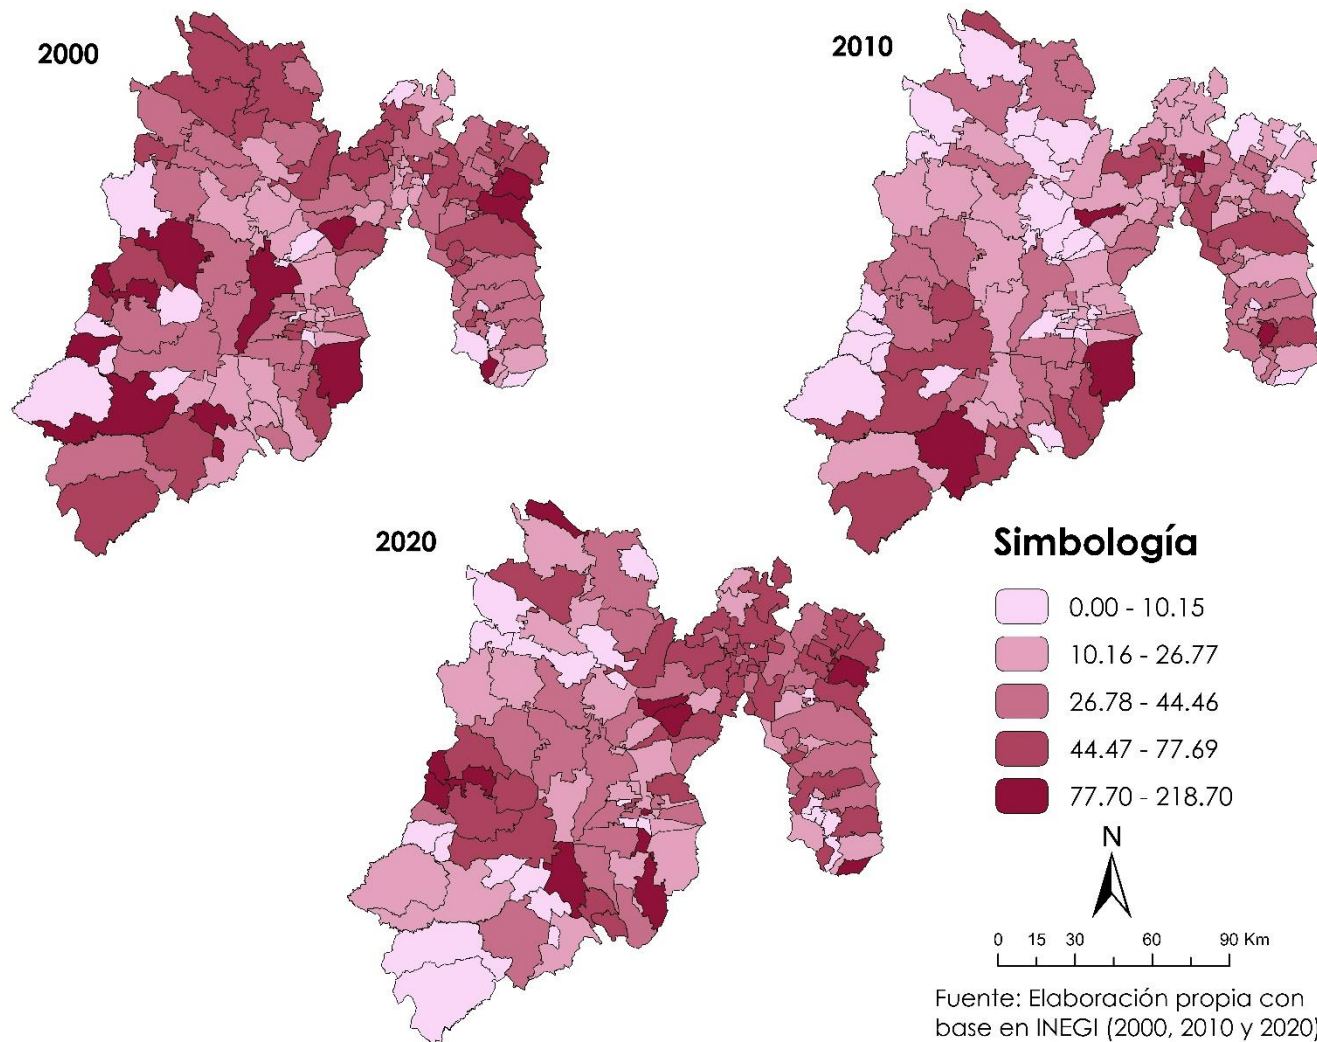 2000
2010
2020
Simbología
0.00 - 10.15
10.16 - 26.77
26.78 - 44.46
44.47 - 77.69
77.70 - 218.70
N
0 15 30 60 90 Km
Fuente: Elaboración propia con
base en INEGI (2000, 2010 y 2020)